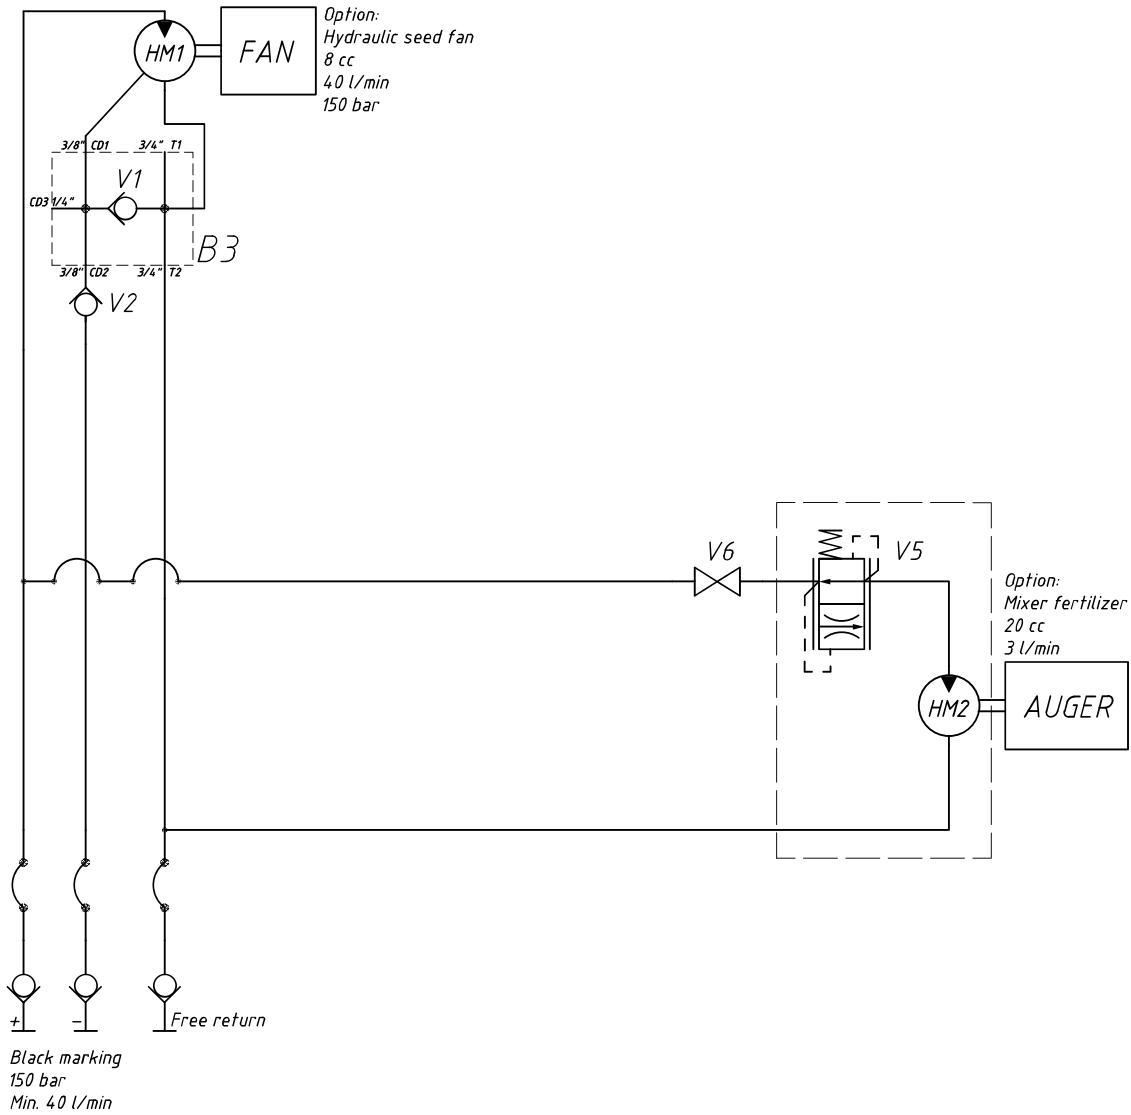 Option:
Hydraulic seed fan
8 cc
40 l/min
150 bar
HM1
FAN
3/8" CD1
3/4" T1
V1
CD3 1/4"
B3
3/8" CD2
3/4" T2
V2
V6
V5
Option:
Mixer fertilizer
20 cc
3 l/min
HM2
AUGER
+
-
Free return
Black marking
150 bar
Min. 40 l/min